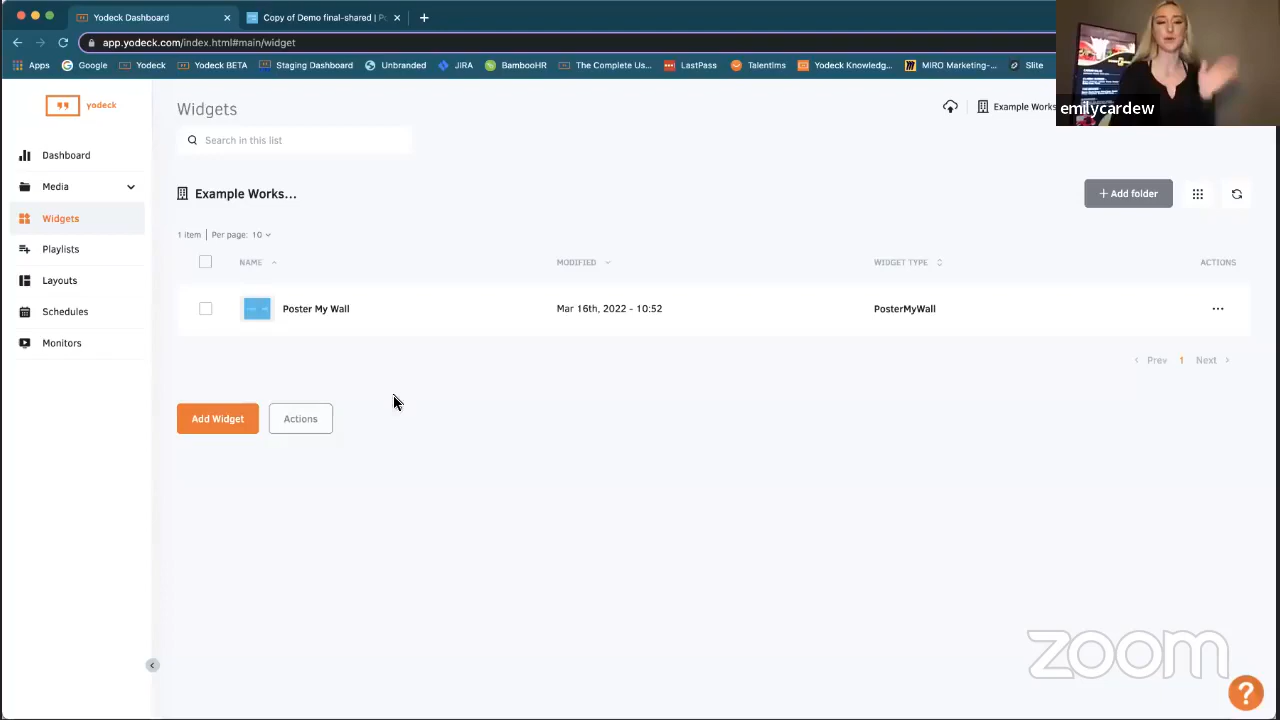 Yodeck Dashboard
Copy of Demo final-shared | Po
app.yodeck.com/index.html#main/widget
Apps
Google
Yodeck
Yodeck BETA
Staging Dashboard
Unbranded
JIRA
BambooHR
The Complete Us...
LastPass
Talentlms
Yodeck Knowledg...
MIRO Marketing-...
Slite
emilycardew
yodeck
Widgets
Example Works
Search in this list
Dashboard
Media
Widgets
Playlists
Layouts
Schedules
Monitors
Example Works...
+ Add folder
1 item | Per page: 10
NAME MODIFIED WIDGET TYPE ACTIONS
Poster My Wall Mar 16th, 2022 - 10:52 PosterMyWall ...
< Prev 1 Next >
Add Widget Actions
zoom
?